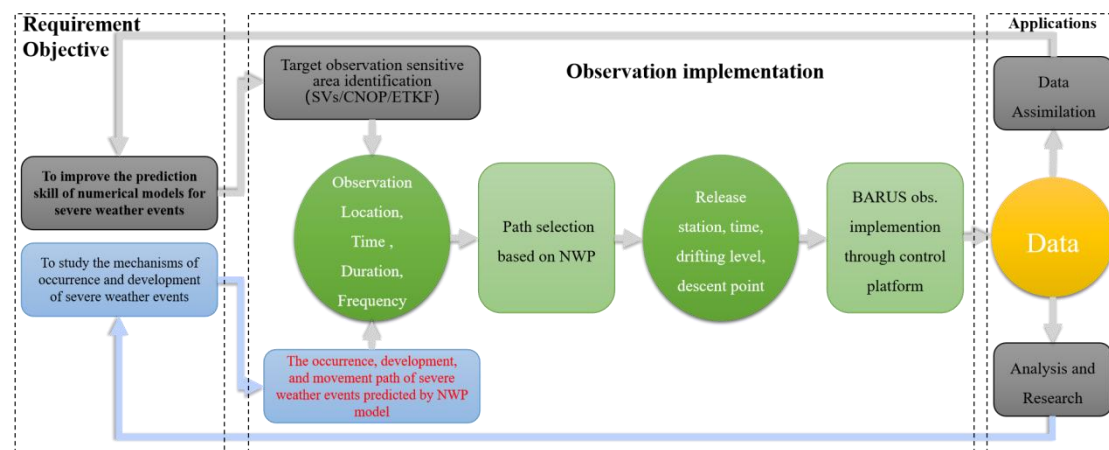 Requirement
Objective
To improve the prediction
skill of numerical models for
severe weather events
To study the mechanisms of
occurrence and development
of severe weather events
Observation implementation
Target observation sensitive
area identification
(SVs/CNOP/ETKF)
Observation
Location,
Time ,
Duration,
Frequency
The occurrence, development,
and movement path of severe
weather events predicted by NWP
model
Path selection
based on NWP
Release
station, time,
drifting level,
descent point
BARUS obs.
implemention
through control
platform
Applications
Data
Assimilation
Data
Analysis and
Research